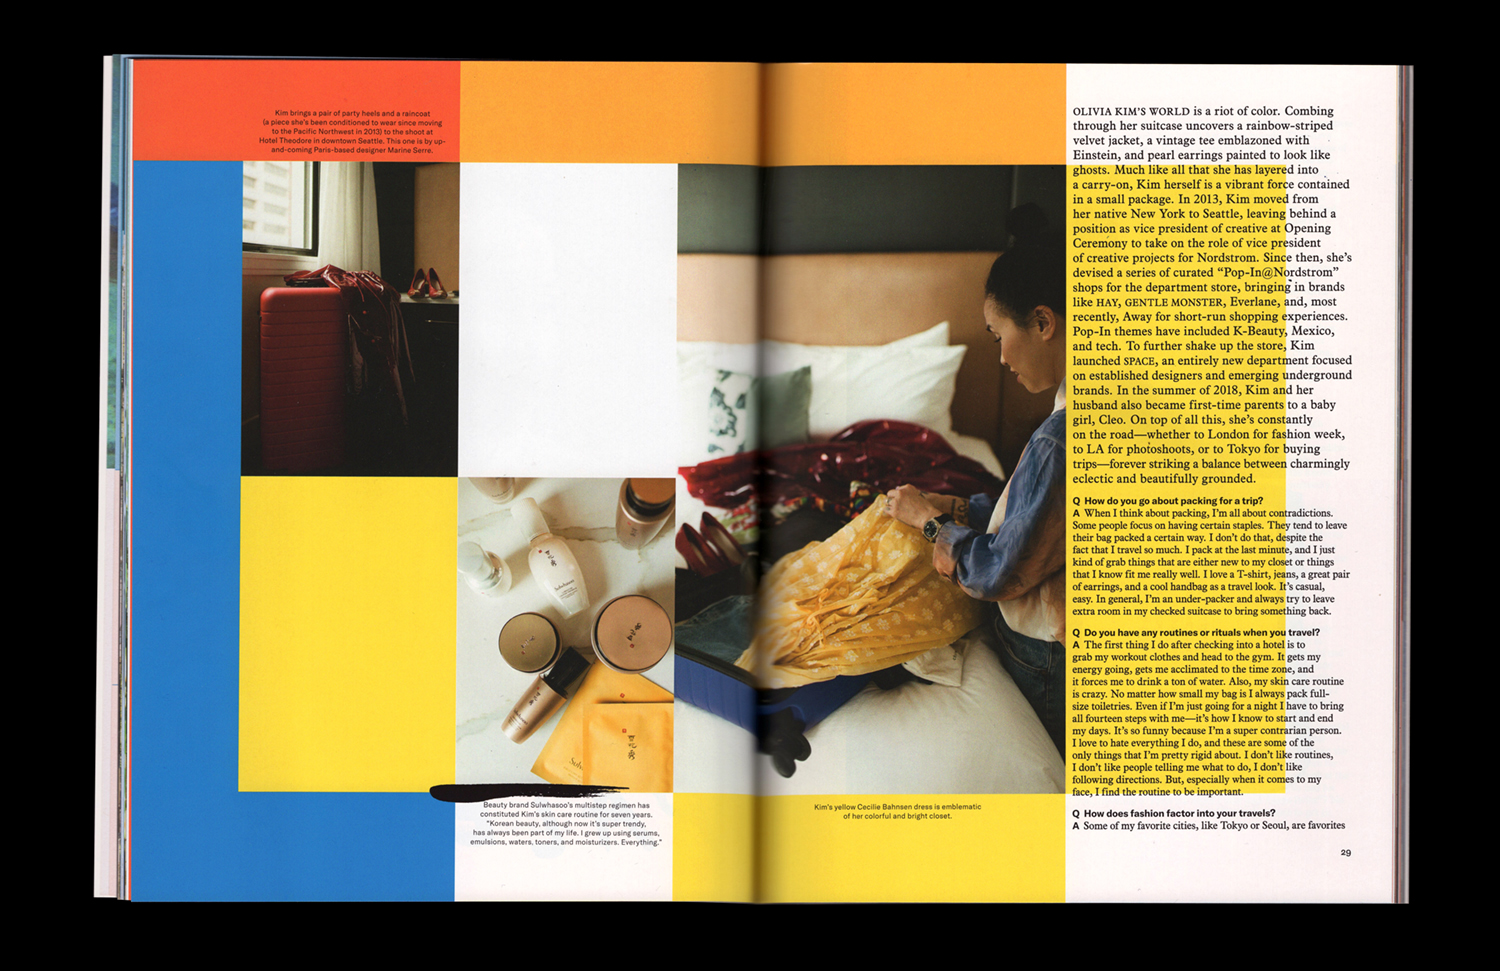 Kim brings a pair of party heels and a raincoat
(a piece she's been conditioned to wear since moving
to the Pacific Northwest in 2013) to the shoot at
Hotel Theodore in downtown Seattle. This one is by up-
and-coming Paris-based designer Marine Serre.
Sulwhasoo
Beauty brand Sulwhasoo's multistep regimen has
constituted Kim's skin care routine for seven years.
"Korean beauty, although now it's super trendy,
has always been part of my life. I grew up using serums,
emulsions, waters, toners, and moisturizers. Everything."
Kim's yellow Cecilie Bahnsen dress is emblematic
of her colorful and bright closet.
OLIVIA KIM'S WORLD is a riot of color. Combing
through her suitcase uncovers a rainbow-striped
velvet jacket, a vintage tee emblazoned with
Einstein, and pearl earrings painted to look like
ghosts. Much like all that she has layered into
a carry-on, Kim herself is a vibrant force contained
in a small package. In 2013, Kim moved from
her native New York to Seattle, leaving behind a
position as vice president of creative at Opening
Ceremony to take on the role of vice president
of creative projects for Nordstrom. Since then, she's
devised a series of curated "Pop-In@Nordstrom"
shops for the department store, bringing in brands
like HAY, GENTLE MONSTER, Everlane, and, most
recently, Away for short-run shopping experiences.
Pop-In themes have included K-Beauty, Mexico,
and tech. To further shake up the store, Kim
launched SPACE, an entirely new department focused
on established designers and emerging underground
brands. In the summer of 2018, Kim and her
husband also became first-time parents to a baby
girl, Cleo. On top of all this, she's constantly
on the road—whether to London for fashion week,
to LA for photoshoots, or to Tokyo for buying
trips—forever striking a balance between charmingly
eclectic and beautifully grounded.
Q How do you go about packing for a trip?
A When I think about packing, I'm all about contradictions.
Some people focus on having certain staples. They tend to leave
their bag packed a certain way. I don't do that, despite the
fact that I travel so much. I pack at the last minute, and I just
kind of grab things that are either new to my closet or things
that I know fit me really well. I love a T-shirt, jeans, a great pair
of earrings, and a cool handbag as a travel look. It's casual,
easy. In general, I'm an under-packer and always try to leave
extra room in my checked suitcase to bring something back.
Q Do you have any routines or rituals when you travel?
A The first thing I do after checking into a hotel is to
grab my workout clothes and head to the gym. It gets my
energy going, gets me acclimated to the time zone, and
it forces me to drink a ton of water. Also, my skin care routine
is crazy. No matter how small my bag is I always pack full-
size toiletries. Even if I'm just going for a night I have to bring
all fourteen steps with me—it's how I know to start and end
my days. It's so funny because I'm a super contrarian person.
I love to hate everything I do, and these are some of the
only things that I'm pretty rigid about. I don't like routines,
I don't like people telling me what to do, I don't like
following directions. But, especially when it comes to my
face, I find the routine to be important.
Q How does fashion factor into your travels?
A Some of my favorite cities, like Tokyo or Seoul, are favorites
29